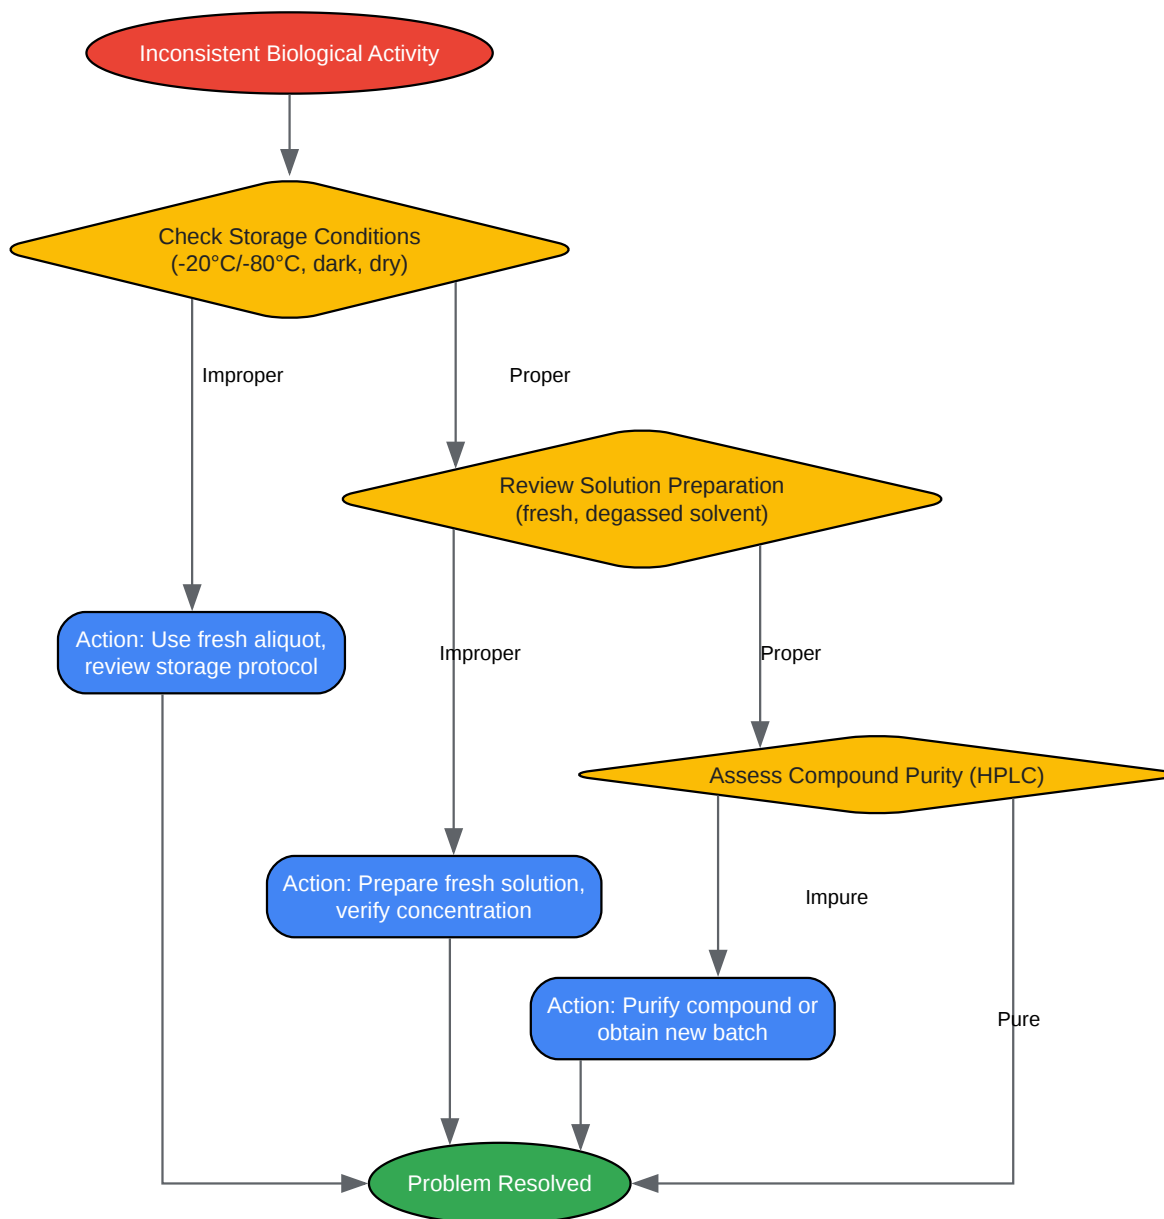 Inconsistent Biological Activity
Check Storage Conditions
(-20°C/-80°C, dark, dry)
Improper
Proper
Review Solution Preparation
(fresh, degassed solvent)
Action: Use fresh aliquot,
review storage protocol
Improper
Proper
Assess Compound Purity (HPLC)
Action: Prepare fresh solution,
verify concentration
Impure
Action: Purify compound or
obtain new batch
Pure
Problem Resolved